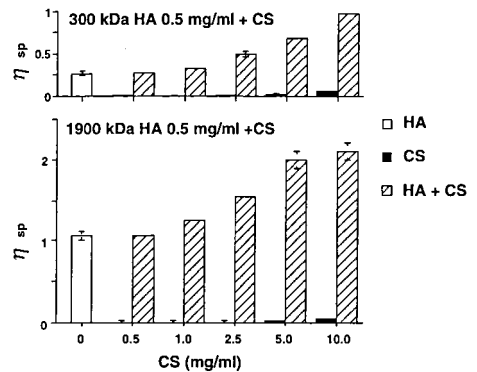 300 kDa HA 0.5 mg/ml + CS
1
0.5
0
η sp
1900 kDa HA 0.5 mg/ml +CS
2
1
0
η sp
0 0.5 1.0 2.5 5.0 10.0
CS (mg/ml)
HA
CS
HA + CS